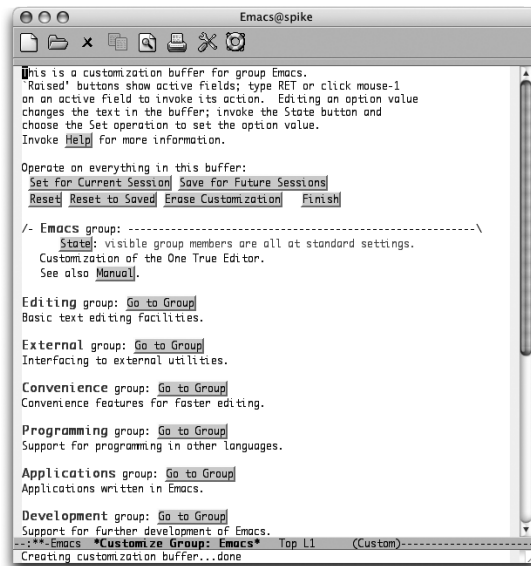 Emacs@spike
This is a customization buffer for group Emacs.
`Raised' buttons show active fields; type RET or click mouse-1
on an active field to invoke its action.  Editing an option value
changes the text in the buffer; invoke the State button and
choose the Set operation to set the option value.
Invoke Help for more information.
Operate on everything in this buffer:
Set for Current Session Save for Future Sessions
Reset Reset to Saved Erase Customization Finish
/- Emacs group: ---------------------------------------------------\
State: visible group members are all at standard settings.
Customization of the One True Editor.
See also Manual.
Editing group: Go to Group
Basic text editing facilities.
External group: Go to Group
Interfacing to external utilities.
Convenience group: Go to Group
Convenience features for faster editing.
Programming group: Go to Group
Support for programming in other languages.
Applications group: Go to Group
Applications written in Emacs.
Development group: Go to Group
Support for further development of Emacs.
--:**-Emacs *Customize Group: Emacs* Top L1 (Custom)------------------
Creating customization buffer...done